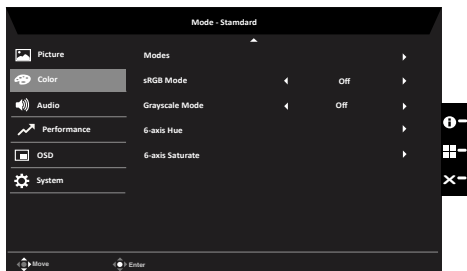 Mode - Stamdard
Picture
Color
Audio
Performance
OSD
System
Modes
sRGB Mode Off
Grayscale Mode Off
6-axis Hue
6-axis Saturate
Move Enter